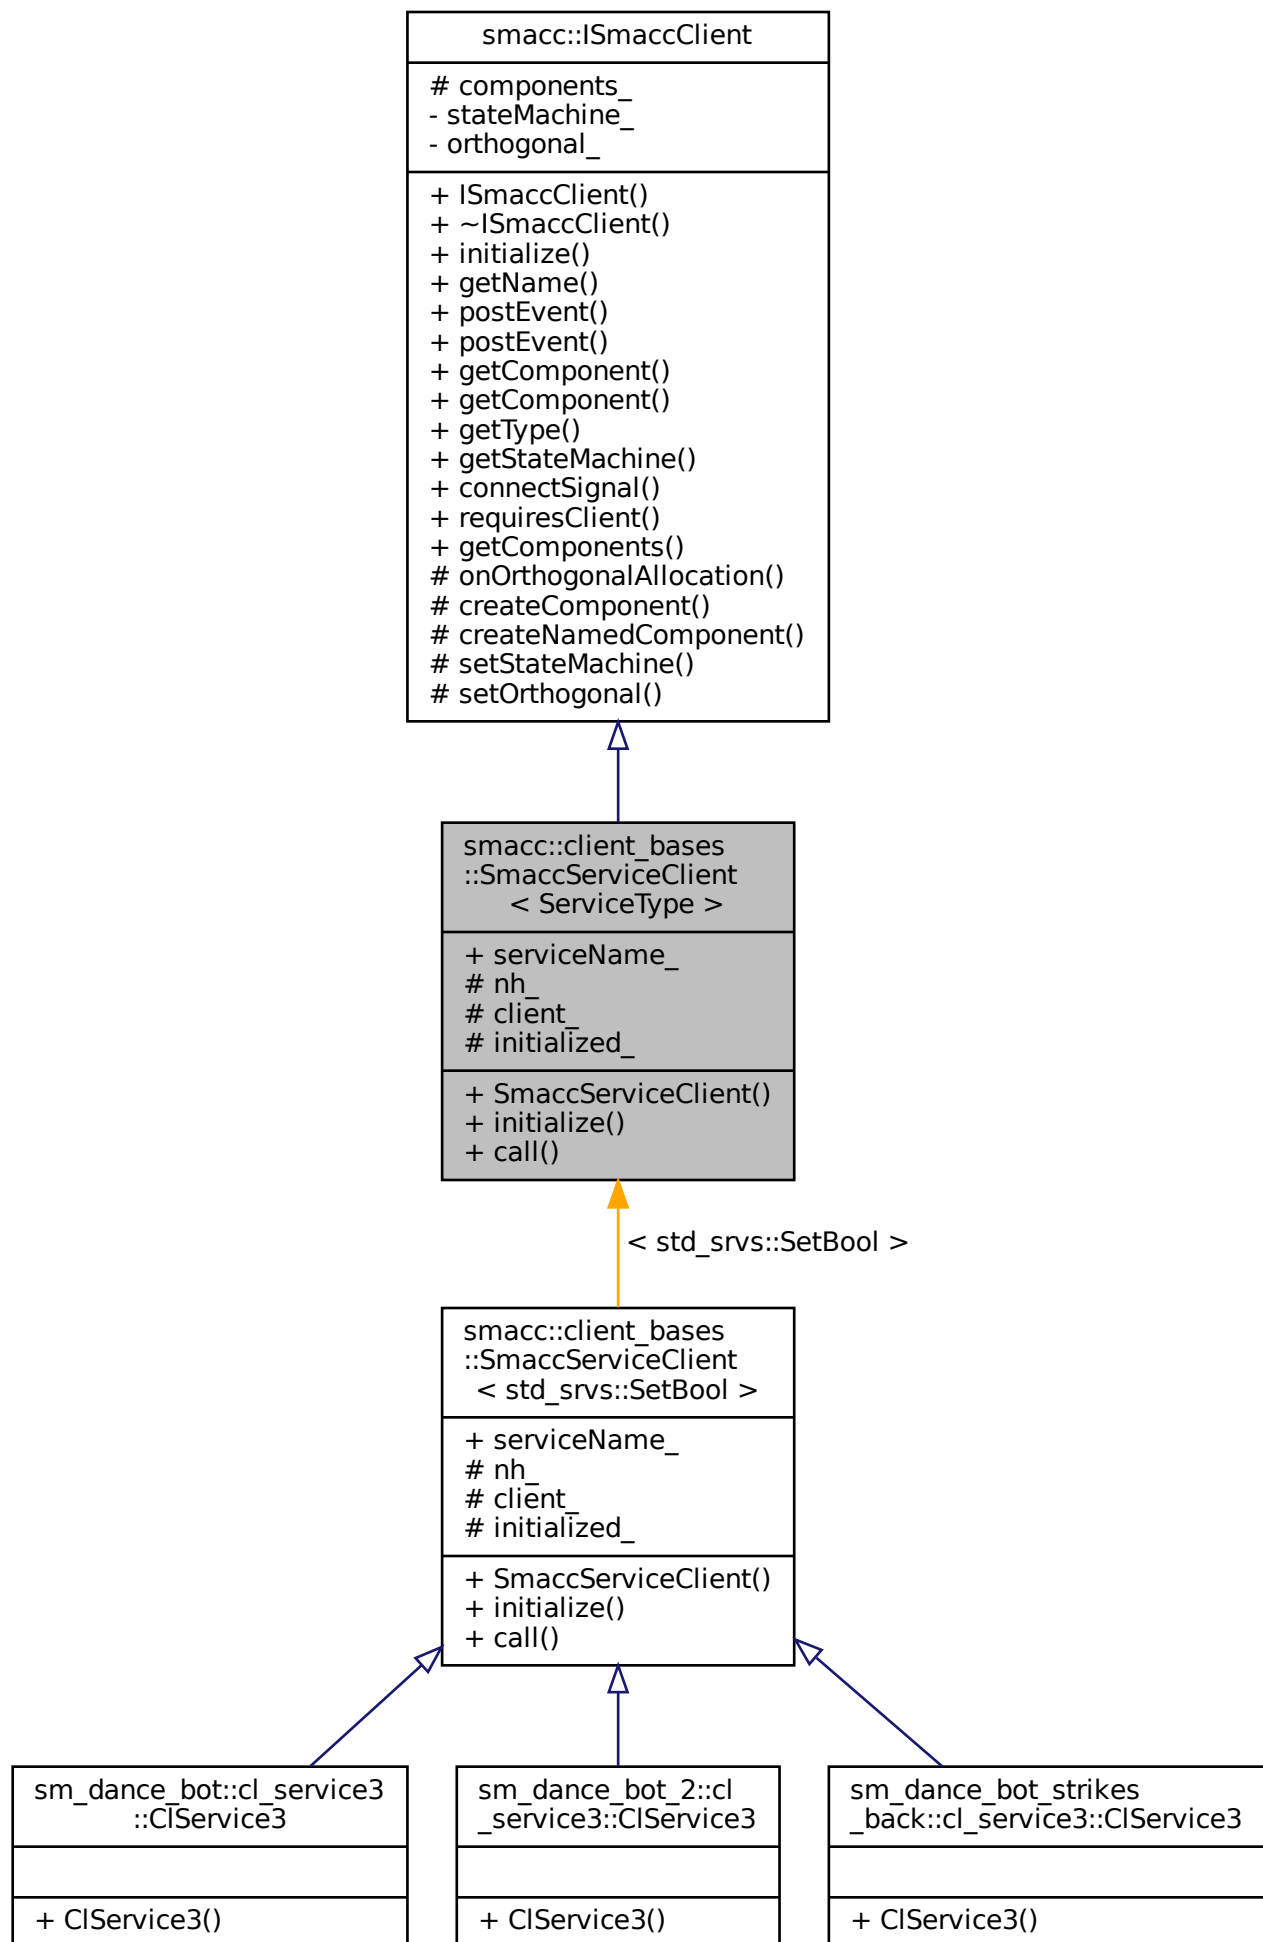 smacc::ISmaccClient
# components_
- stateMachine_
- orthogonal_
+ ISmaccClient()
+ ~ISmaccClient()
+ initialize()
+ getName()
+ postEvent()
+ postEvent()
+ getComponent()
+ getComponent()
+ getType()
+ getStateMachine()
+ connectSignal()
+ requiresClient()
+ getComponents()
# onOrthogonalAllocation()
# createComponent()
# createNamedComponent()
# setStateMachine()
# setOrthogonal()
smacc::client_bases
::SmaccServiceClient
< ServiceType >
+ serviceName_
# nh_
# client_
# initialized_
+ SmaccServiceClient()
+ initialize()
+ call()
< std_srvs::SetBool >
smacc::client_bases
::SmaccServiceClient
< std_srvs::SetBool >
+ serviceName_
# nh_
# client_
# initialized_
+ SmaccServiceClient()
+ initialize()
+ call()
sm_dance_bot::cl_service3
::ClService3
+ ClService3()
sm_dance_bot_2::cl
_service3::ClService3
+ ClService3()
sm_dance_bot_strikes
_back::cl_service3::ClService3
+ ClService3()